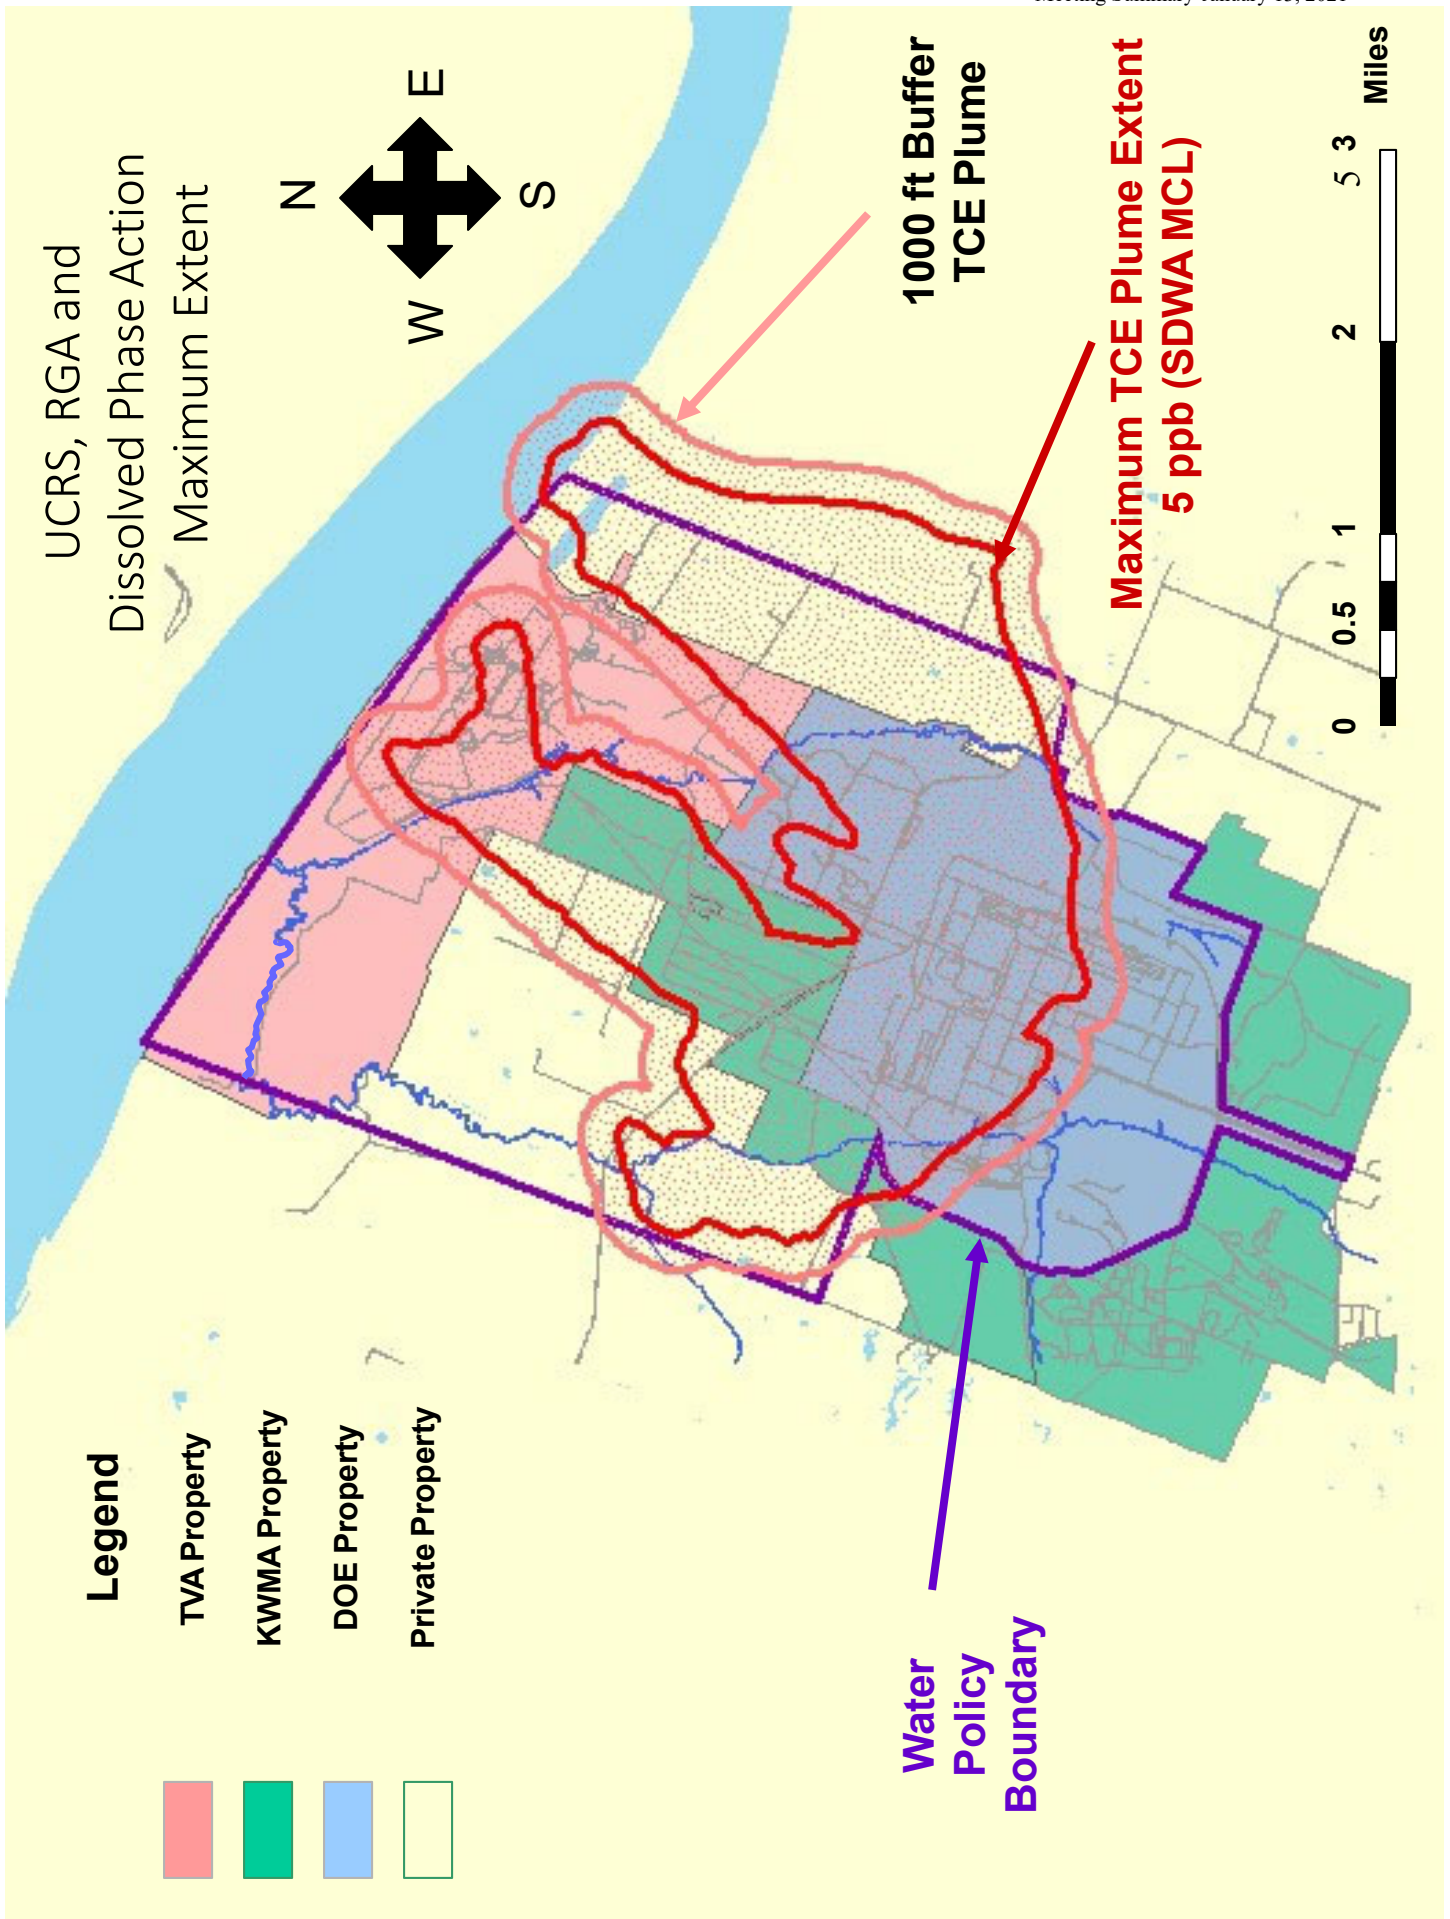 UCRS, RGA and
Dissolved Phase Action
Maximum Extent
N
W
E
S
1000 ft Buffer
TCE Plume
Maximum TCE Plume Extent
5 ppb (SDWA MCL)
0 0.5 1 2 5 3 Miles
Legend
TVA Property
KWMA Property
DOE Property
Private Property
Water
Policy
Boundary